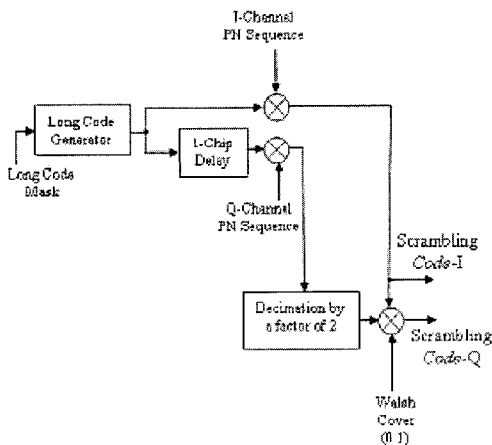 I-Channel
PN Sequence
Long Code
Generator
1-Chip
Delay
Long Code
Mask
Q-Channel
PN Sequence
Scrambling
Code-I
Decimation by
a factor of 2
Scrambling
Code-Q
Walsh
Cover
(0 1)